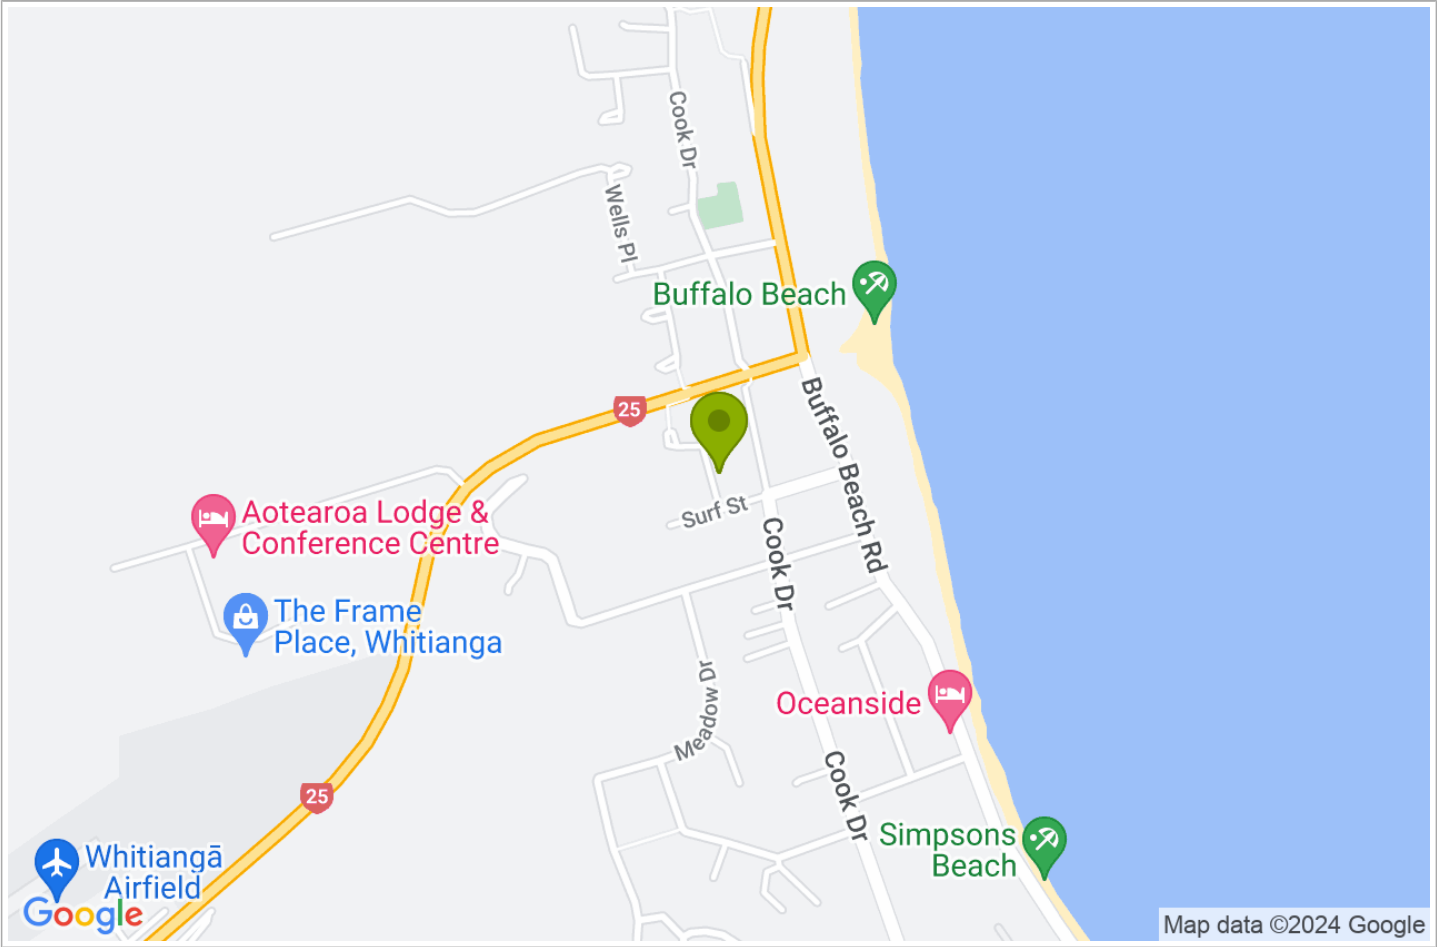 Cook Dr
Wells Pl
Buffalo Beach
25
Buffalo Beach Rd
Surf St
Aotearoa Lodge &
Conference Centre
Cook Dr
The Frame
Place, Whitianga
Meadow Dr
Oceanside
Cook Dr
25
Simpsons
Beach
Whitiangā
Airfield
Google
Map data ©2024 Google